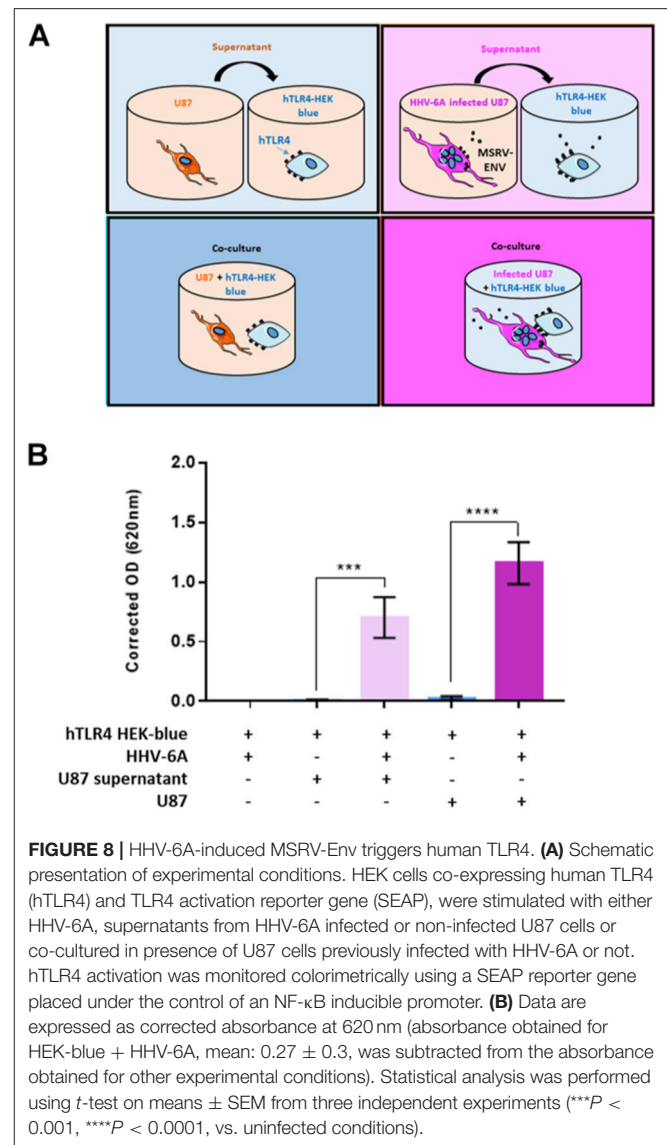 A
Supernatant
U87
hTLR4-HEK
blue
hTLR4
Supernatant
HHV-6A infected U87
hTLR4-HEK
blue
MSRV-
ENV
Co-culture
U87 + hTLR4-HEK
blue
Co-culture
Infected U87
+ hTLR4-HEK blue
B
Corrected OD (620nm)
2.0
1.5
1.0
0.5
0.0
***
****
hTLR4 HEK-blue + + + + +
HHV-6A + - + - +
U87 supernatant - + + - -
U87 - - - + +
FIGURE 8 | HHV-6A-induced MSRV-Env triggers human TLR4. (A) Schematic
presentation of experimental conditions. HEK cells co-expressing human TLR4
(hTLR4) and TLR4 activation reporter gene (SEAP), were stimulated with either
HHV-6A, supernatants from HHV-6A infected or non-infected U87 cells or
co-cultured in presence of U87 cells previously infected with HHV-6A or not.
hTLR4 activation was monitored colorimetrically using a SEAP reporter gene
placed under the control of an NF-κB inducible promoter. (B) Data are
expressed as corrected absorbance at 620 nm (absorbance obtained for
HEK-blue + HHV-6A, mean: 0.27 ± 0.3, was subtracted from the absorbance
obtained for other experimental conditions). Statistical analysis was performed
using t-test on means ± SEM from three independent experiments (***P <
0.001, ****P < 0.0001, vs. uninfected conditions).